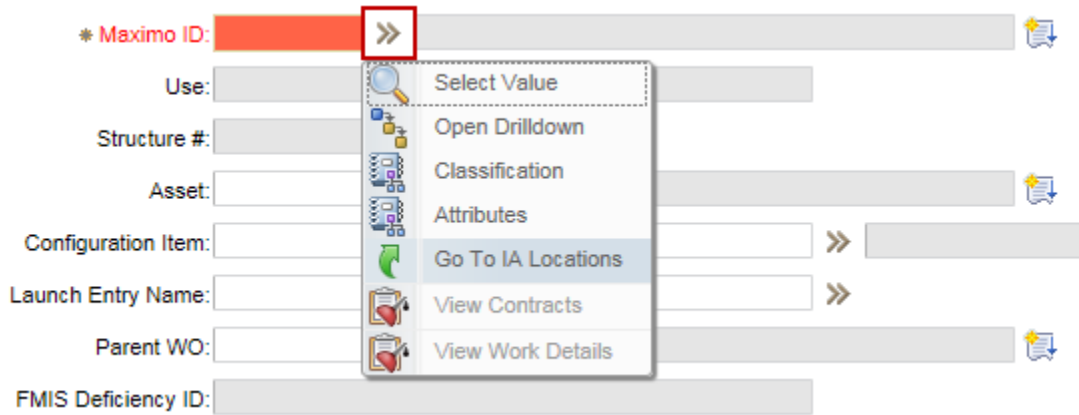 * Maximo ID:
Use:
Select Value
Structure #:
Open Drilldown
Classification
Asset:
Attributes
Configuration Item:
Go To IA Locations
Launch Entry Name:
View Contracts
Parent WO:
View Work Details
FMIS Deficiency ID: